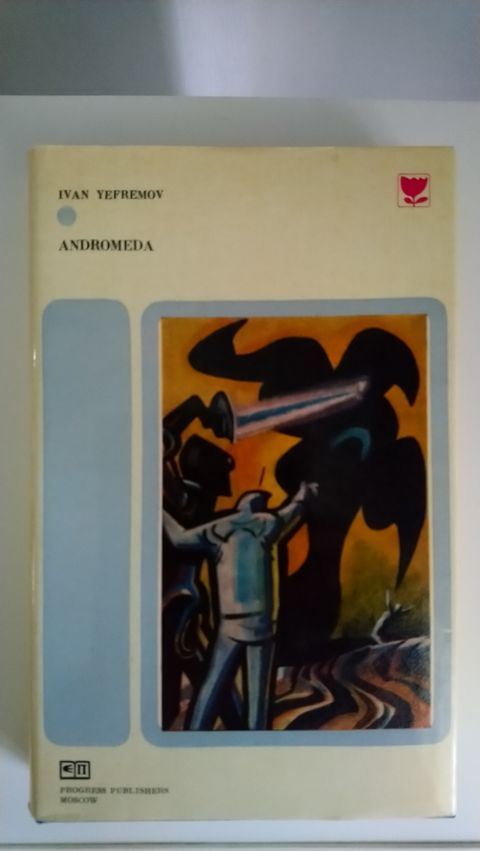 IVAN YEFREMOV
ANDROMEDA
PROGRESS PUBLISHERS
MOSCOW